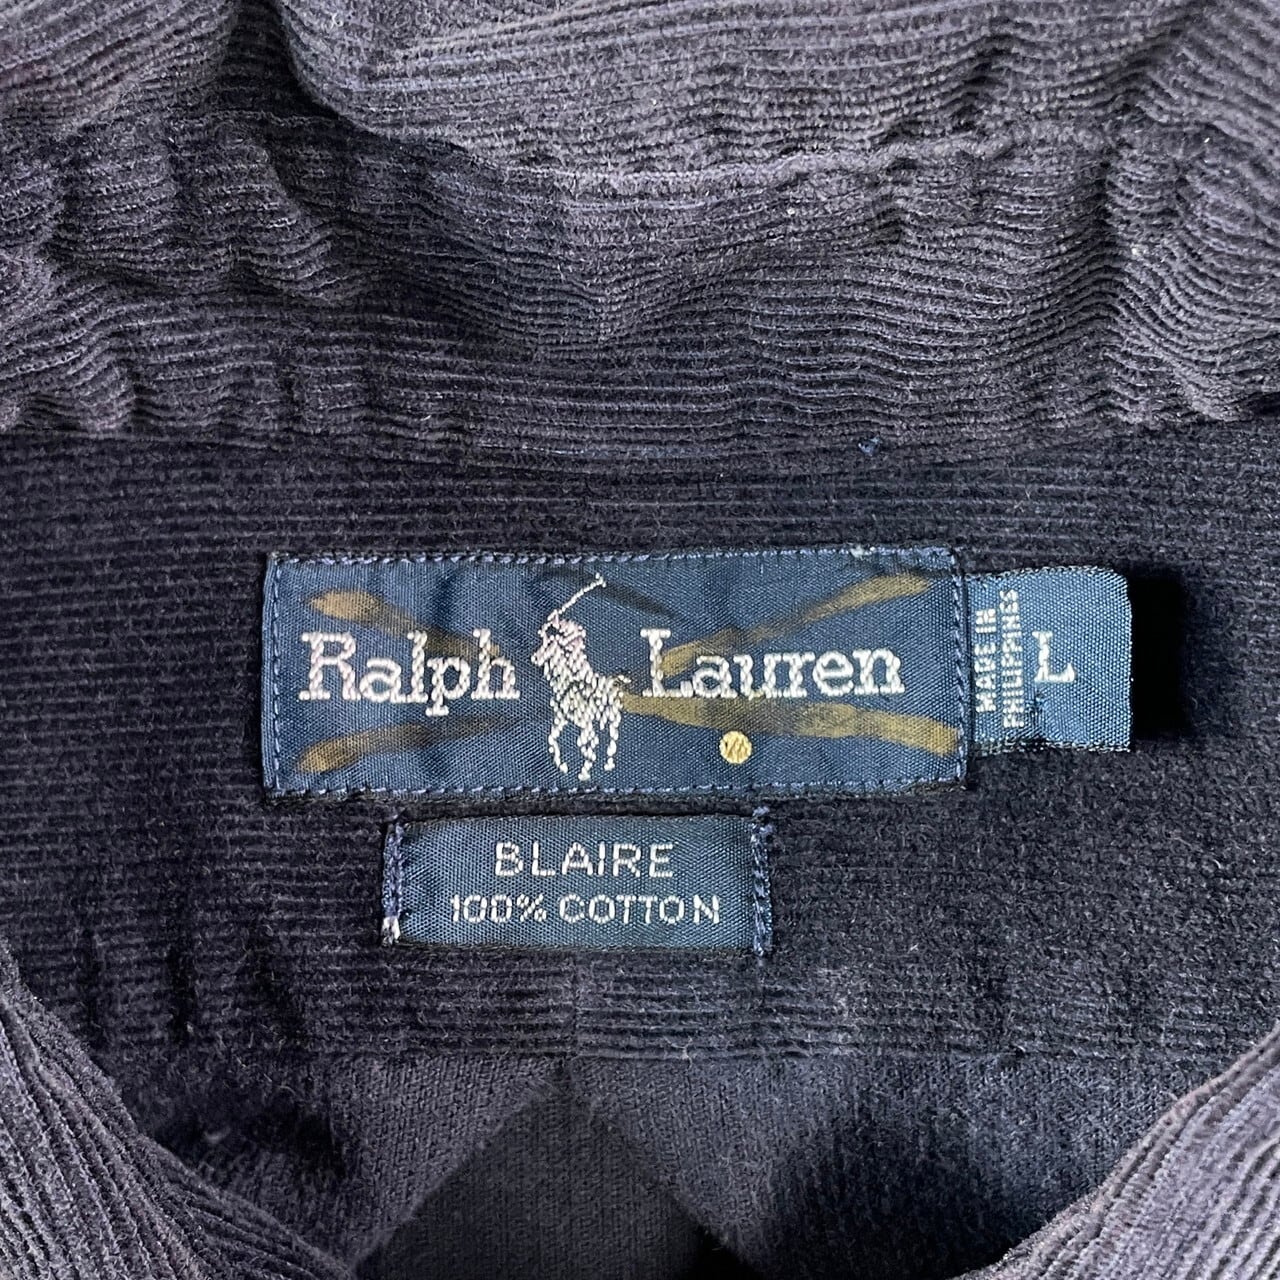 Ralph Lauren
MADE IN
PHILIPPINES
L
BLAIRE
100% COTTON